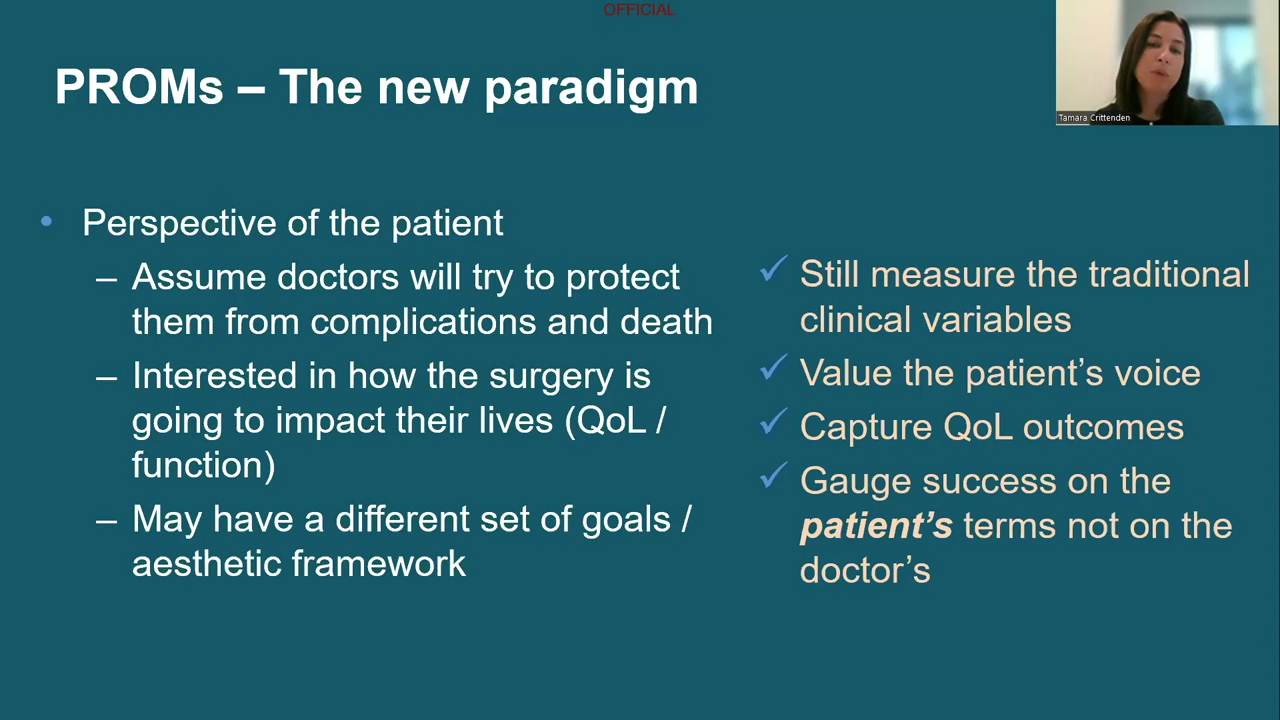 OFFICIAL
Tamara Crittenden
PROMs – The new paradigm
• Perspective of the patient
– Assume doctors will try to protect
them from complications and death
– Interested in how the surgery is
going to impact their lives (QoL /
function)
– May have a different set of goals /
aesthetic framework
✓ Still measure the traditional
clinical variables
✓ Value the patient’s voice
✓ Capture QoL outcomes
✓ Gauge success on the
patient’s terms not on the
doctor’s